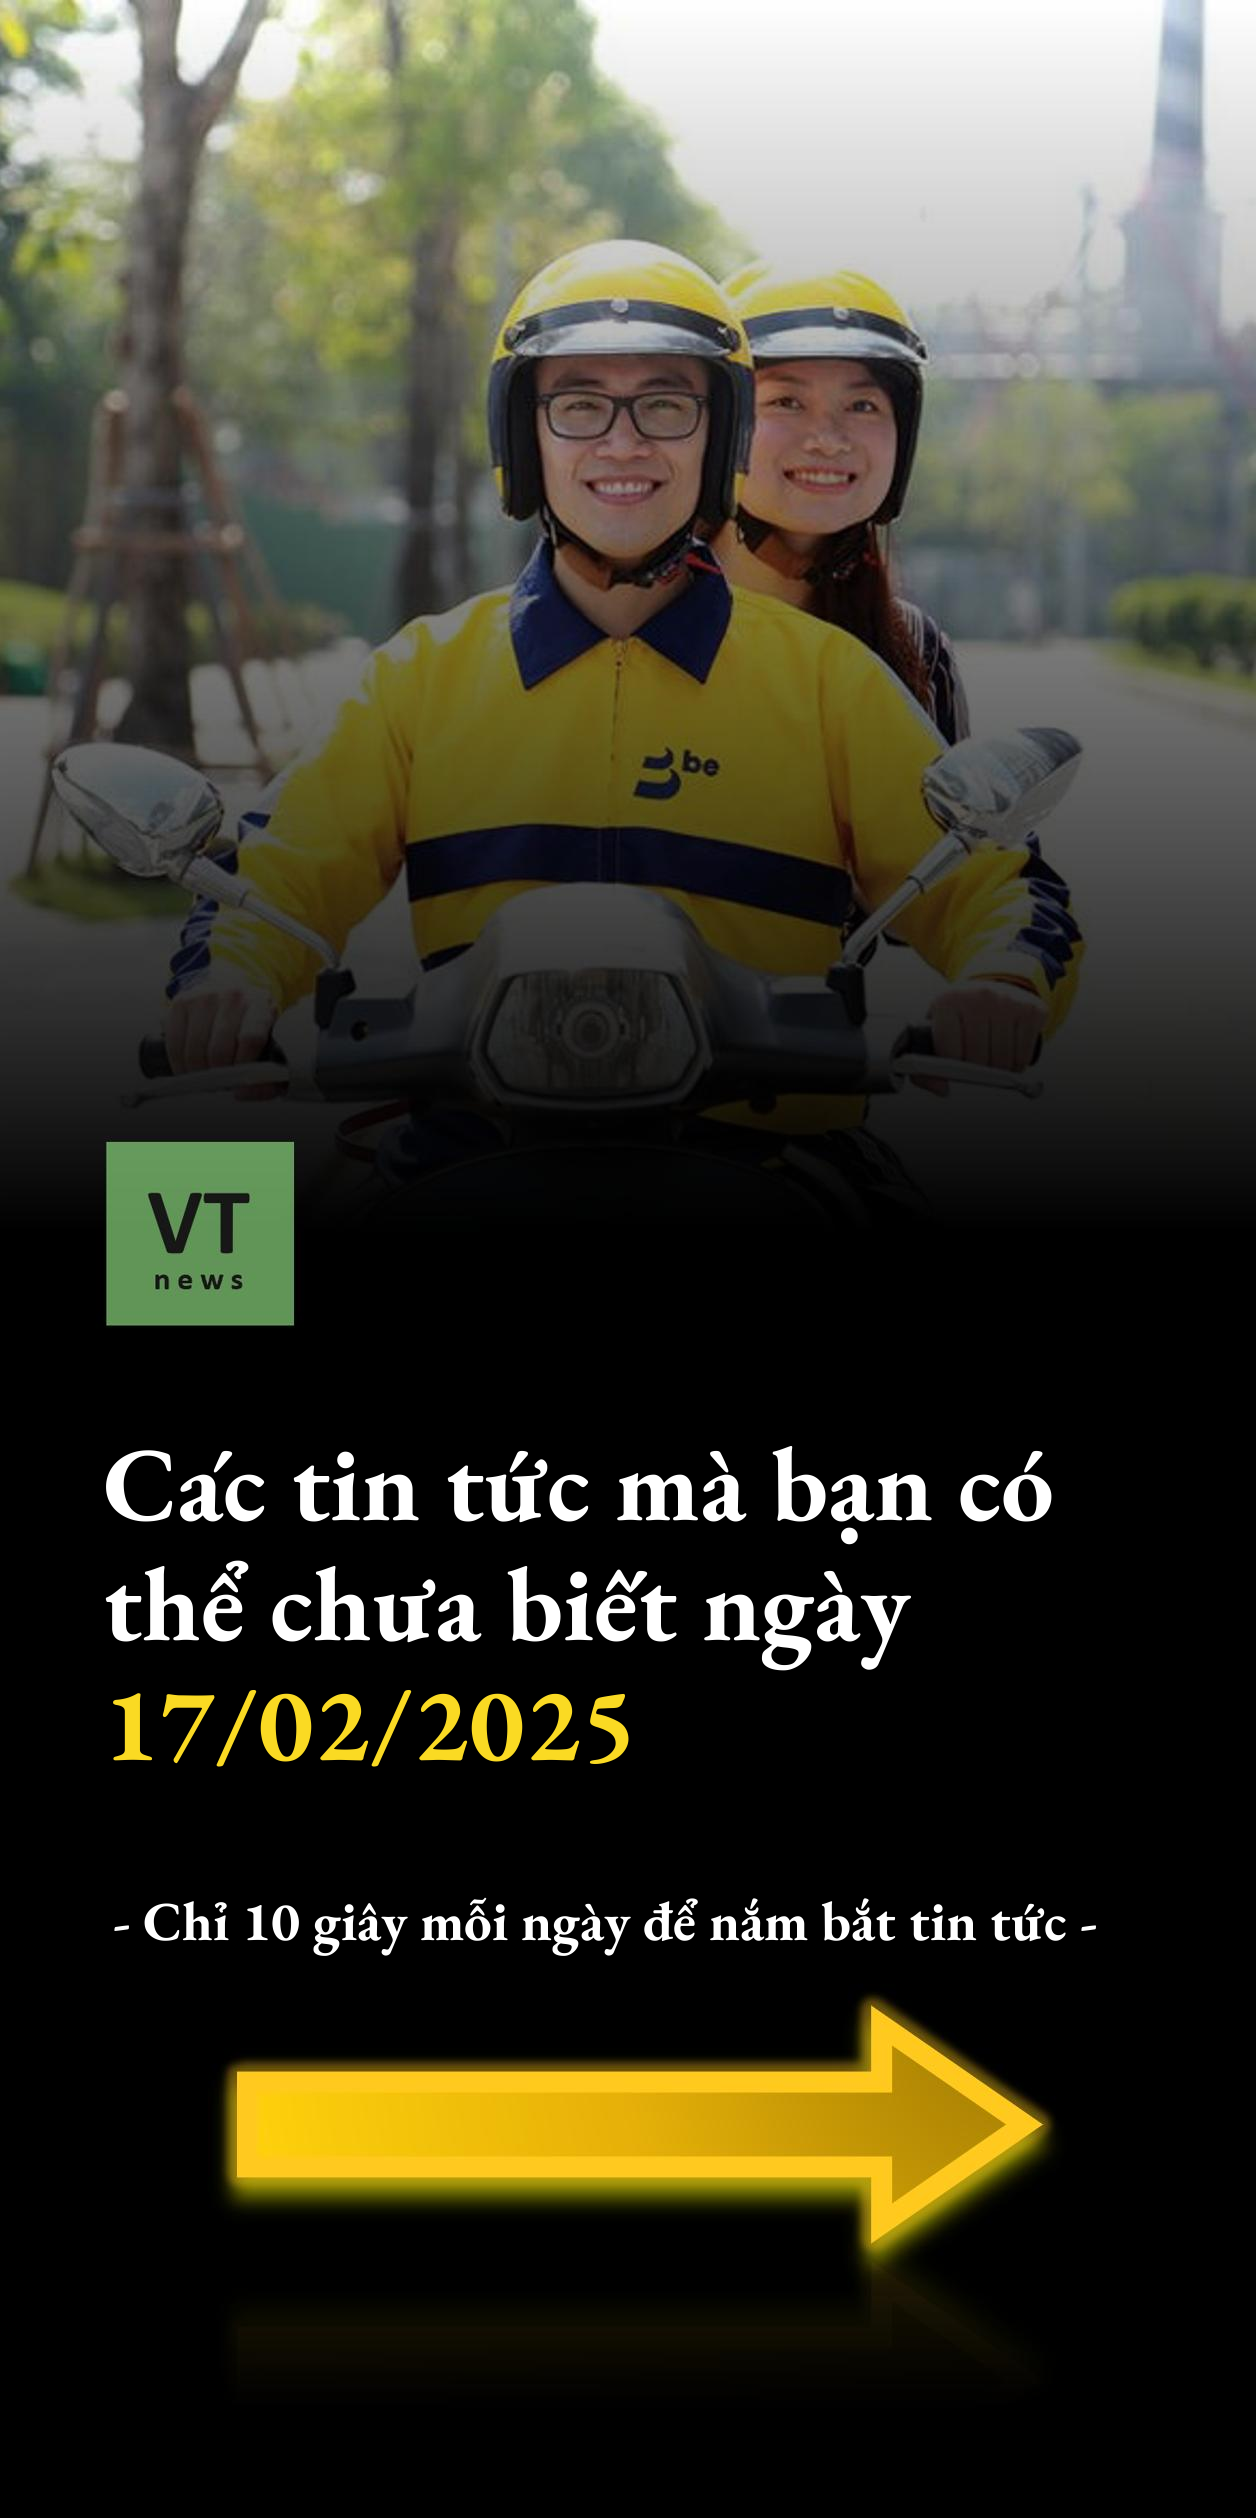 be
VT
news
Các tin tức mà bạn có
thể chưa biết ngày
17/02/2025
- Chỉ 10 giây mỗi ngày để nắm bắt tin tức -